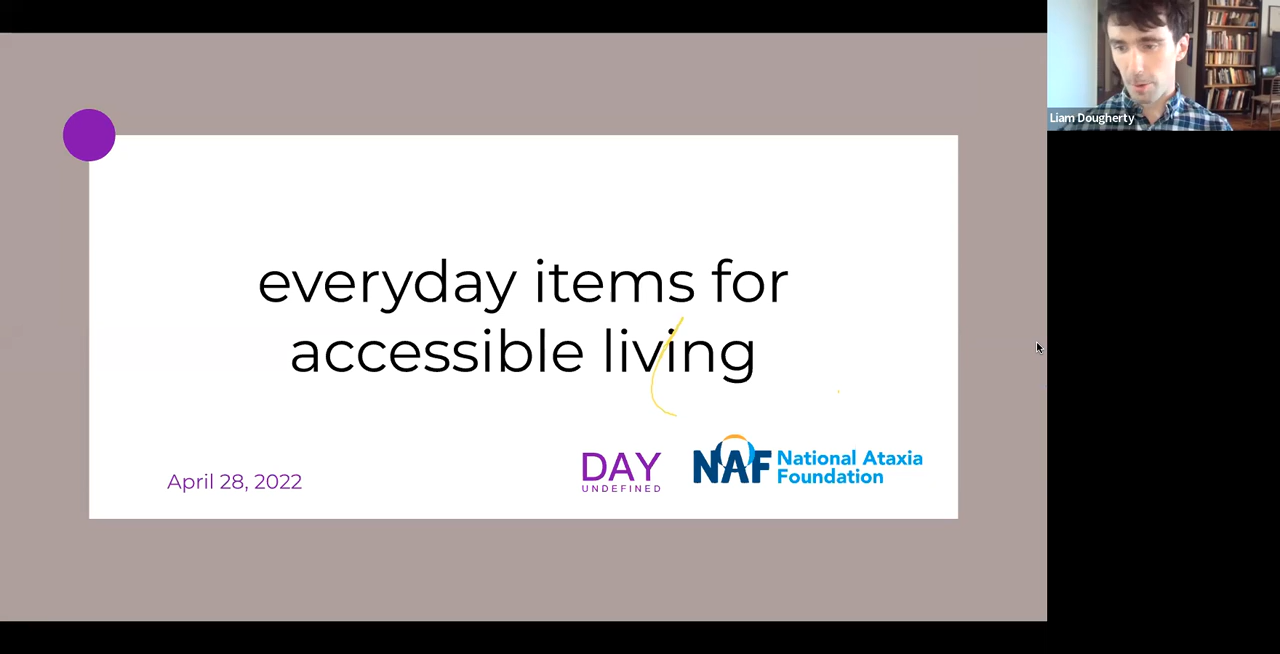 everyday items for
accessible living
April 28, 2022
DAY
UNDEFINED
NAF National Ataxia
Foundation
Liam Dougherty